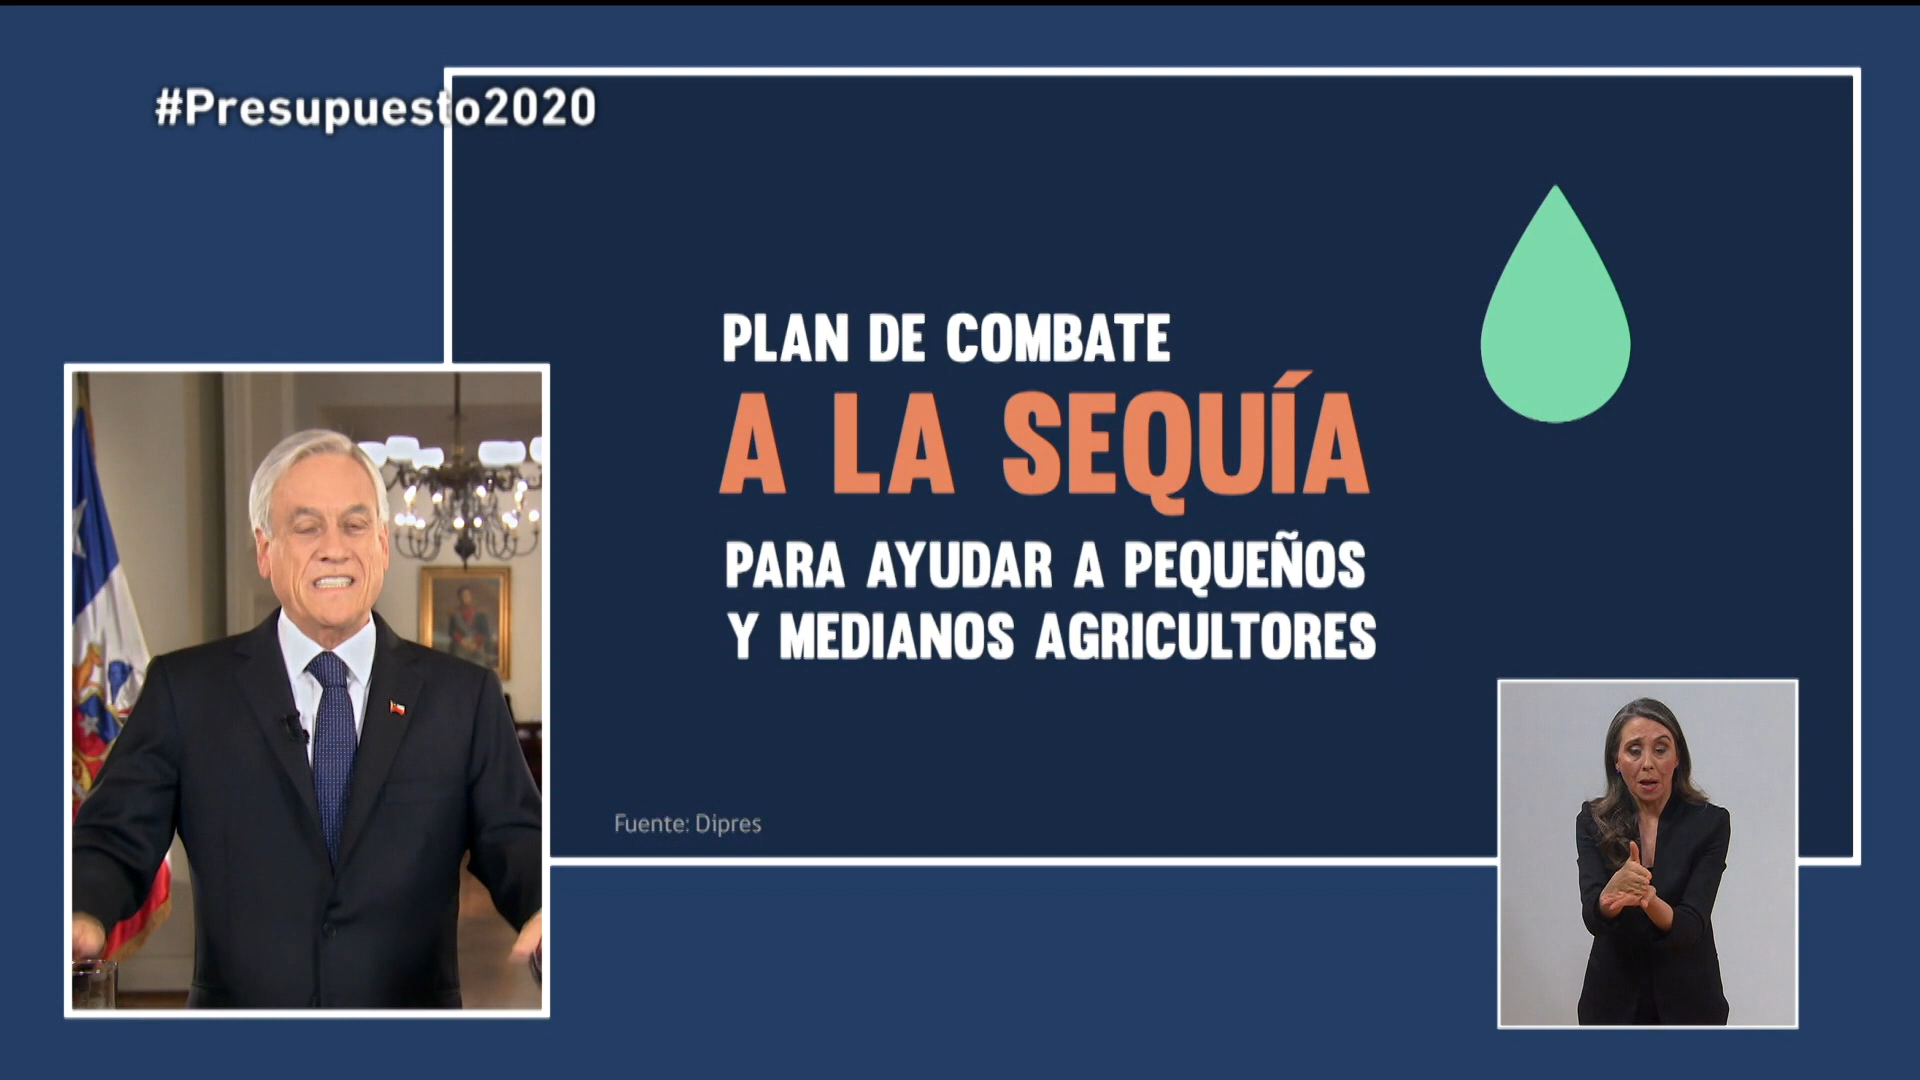 #Presupuesto2020
PLAN DE COMBATE
A LA SEQUÍA
PARA AYUDAR A PEQUEÑOS
Y MEDIANOS AGRICULTORES
Fuente: Dipres